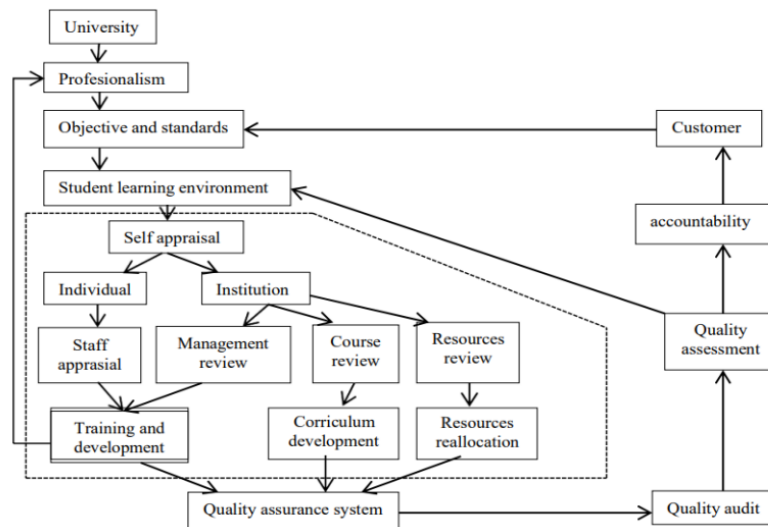 University
Profesionalism
Objective and standards
Customer
Student learning environment
accountability
Self appraisal
Individual
Institution
Staff
apprasial
Management
review
Course
review
Resources
review
Quality
assessment
Training and
development
Corriculum
development
Resources
reallocation
Quality assurance system
Quality audit